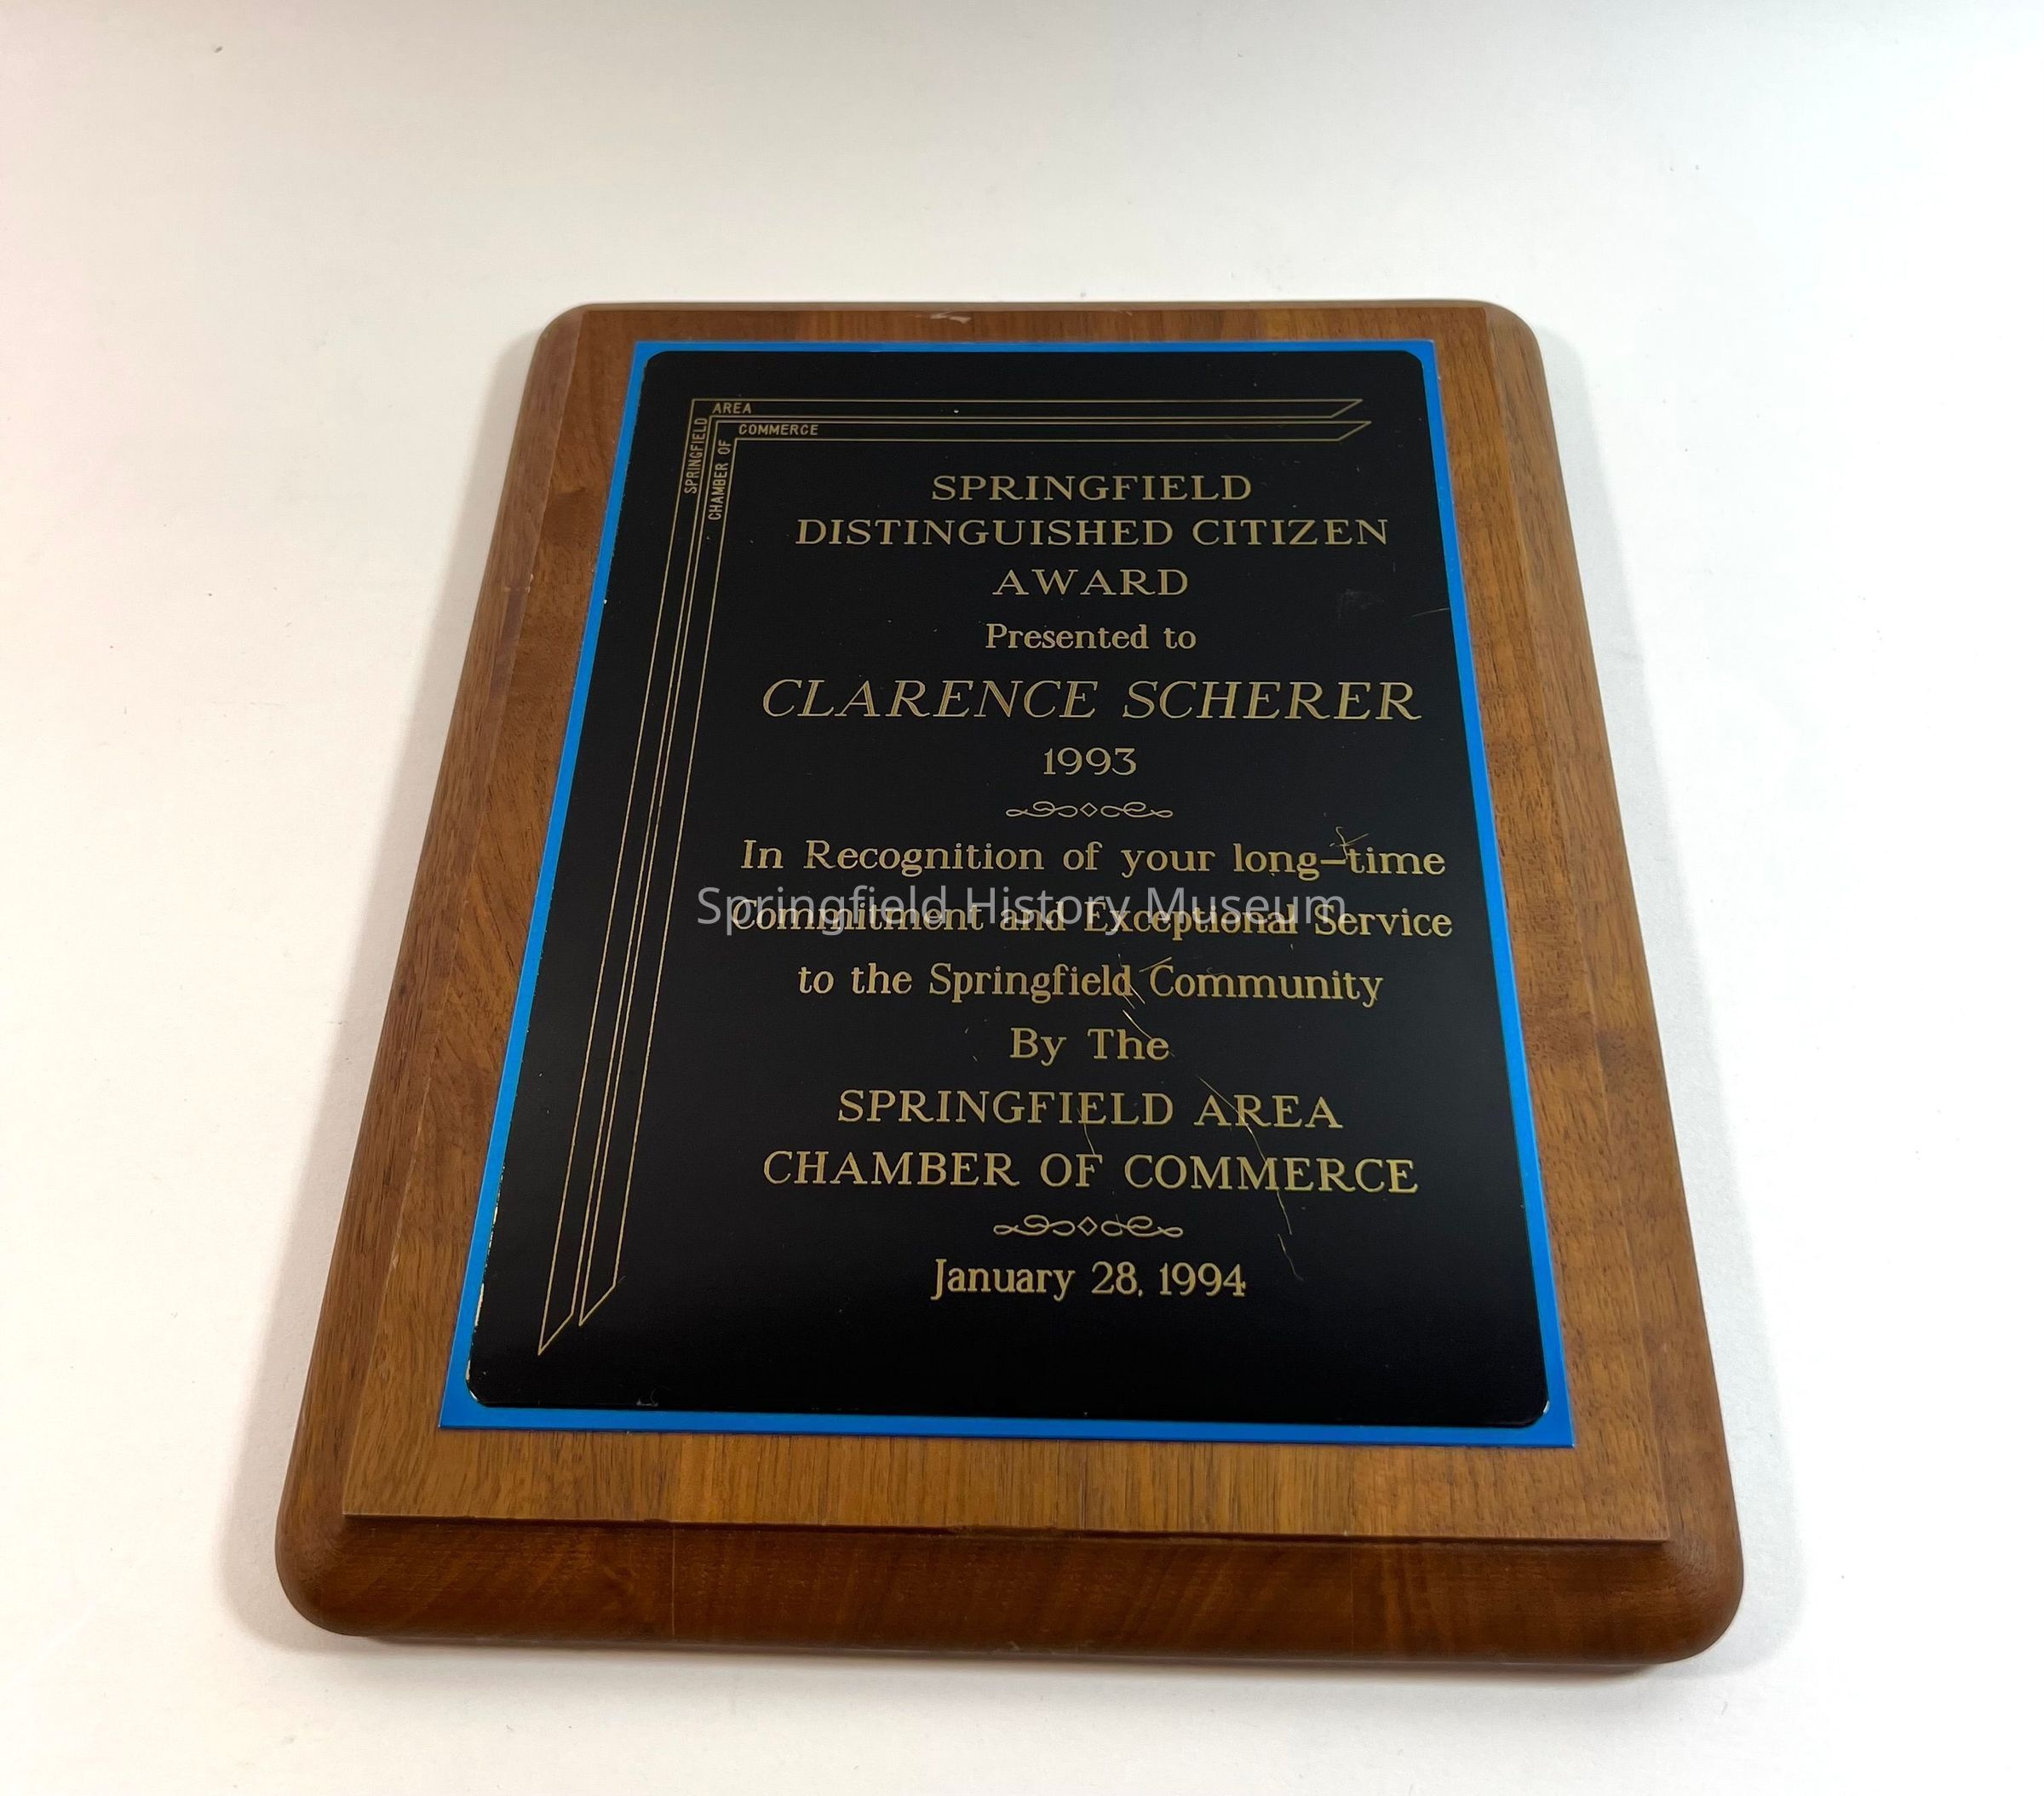 SPRINGFIELD AREA
CHAMBER OF COMMERCE
SPRINGFIELD
DISTINGUISHED CITIZEN
AWARD
Presented to
CLARENCE SCHERER
1993
In Recognition of your long-time
Commitment and Exceptional Service
Springfield History Museum
to the Springfield Community
By The
SPRINGFIELD AREA
CHAMBER OF COMMERCE
January 28, 1994